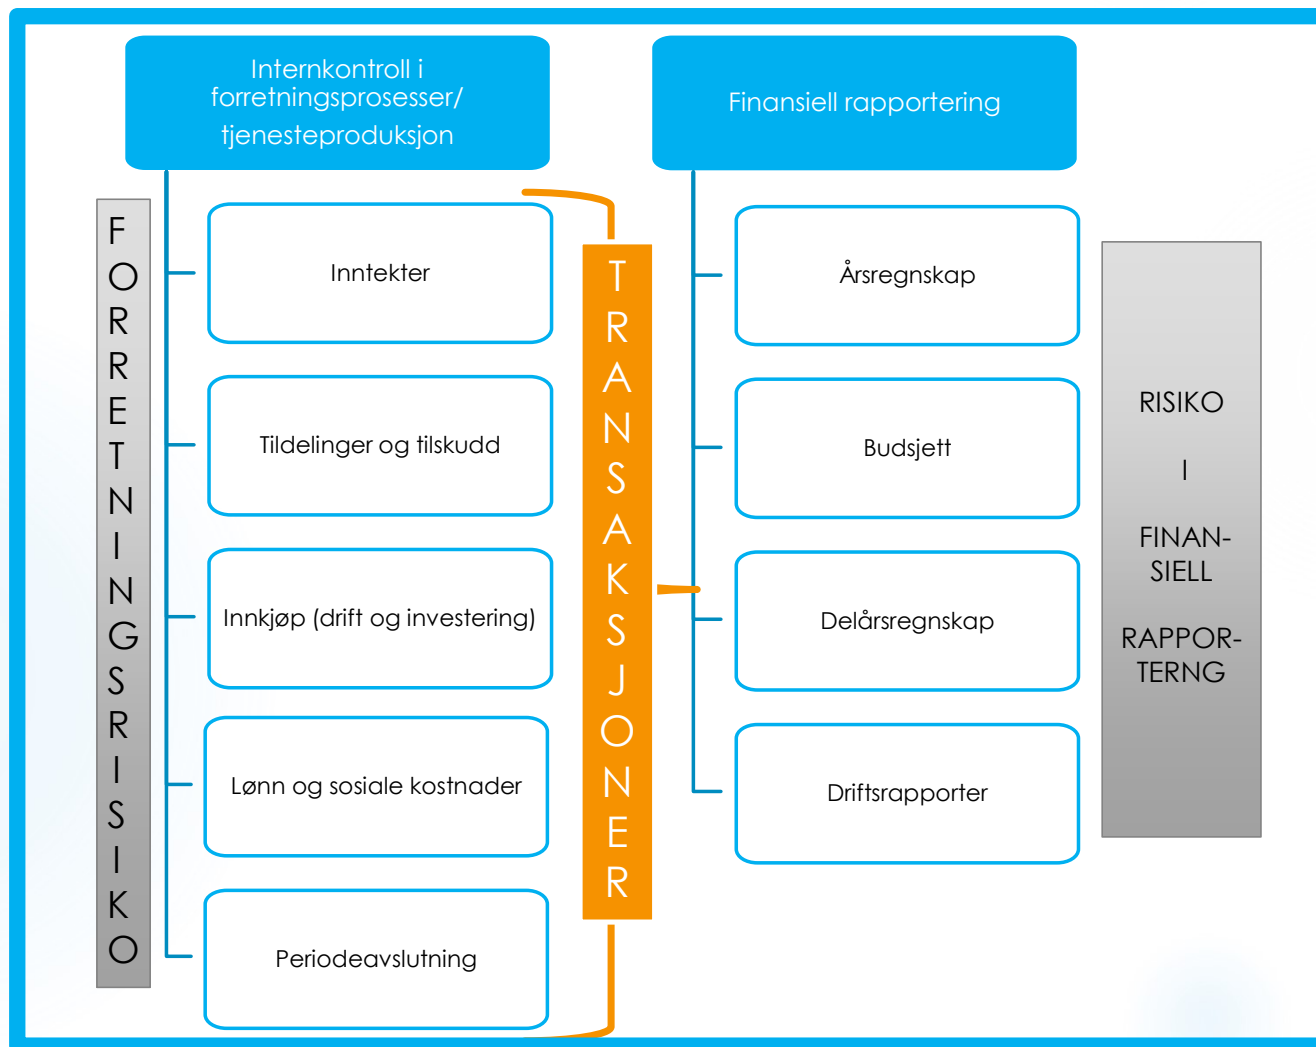 Internkontroll i
forretningsprosesser/
tjenesteproduksjon
FORRETNINGSRISIKO
Inntekter
Tildelinger og tilskudd
Innkjøp (drift og investering)
Lønn og sosiale kostnader
Periodeavslutning
TRANSAKSJONER
Finansiell rapportering
Årsregnskap
Budsjett
Delårsregnskap
Driftsrapporter
RISIKO
I
FINAN-
SIELL
RAPPOR-
TERNG